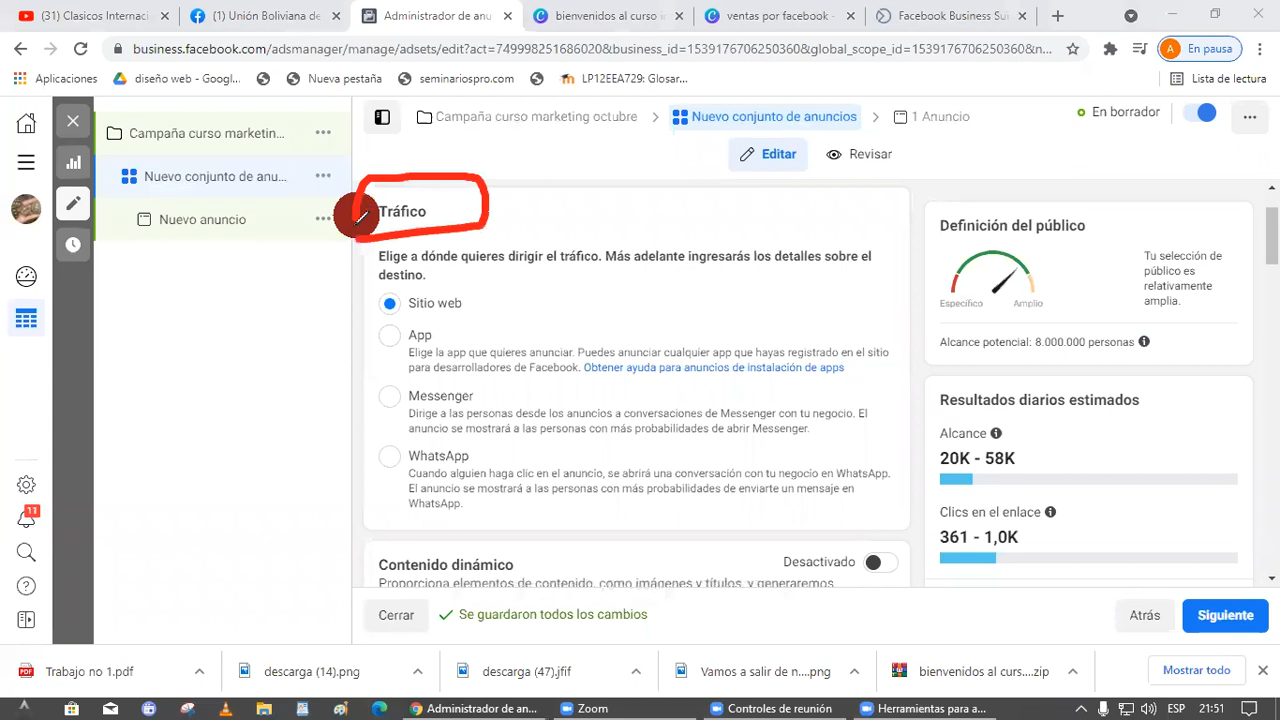 (31) Clasicos Internaci
(1) Unión Boliviana de
Administrador de anu
bienvenidos al curso
ventas por facebook -
Facebook Business Su
business.facebook.com/adsmanager/manage/adsets/edit?act=749998251686020&business_id=1539176706250360&global_scope_id=1539176706250360&n...
A En pausa
Aplicaciones
diseño web - Googl...
Nueva pestaña
seminariospro.com
LP12EEA729: Glosar...
Lista de lectura
Campaña curso marketing octubre
Nuevo conjunto de anuncios
1 Anuncio
En borrador
Editar
Revisar
Campaña curso marketin...
Nuevo conjunto de anu...
Nuevo anuncio
11
Tráfico
Elige a dónde quieres dirigir el tráfico. Más adelante ingresarás los detalles sobre el
destino.
Sitio web
App
Elige la app que quieres anunciar. Puedes anunciar cualquier app que hayas registrado en el sitio
para desarrolladores de Facebook. Obtener ayuda para anuncios de instalación de apps
Messenger
Dirige a las personas desde los anuncios a conversaciones de Messenger con tu negocio. El
anuncio se mostrará a las personas con más probabilidades de abrir Messenger.
WhatsApp
Cuando alguien haga clic en el anuncio, se abrirá una conversación con tu negocio en WhatsApp.
El anuncio se mostrará a las personas con más probabilidades de enviarte un mensaje en
WhatsApp.
Contenido dinámico
Desactivado
Proporciona elementos de contenido, como imágenes y títulos, y generaremos
Definición del público
Específico
Amplio
Tu selección de
público es
relativamente
amplia.
Alcance potencial: 8.000.000 personas
Resultados diarios estimados
Alcance
20K - 58K
Clics en el enlace
361 - 1,0K
Cerrar
Se guardaron todos los cambios
Atrás
Siguiente
Trabajo no 1.pdf
descarga (14).png
descarga (47).jfif
Vamos a salir de n....png
bienvenidos al curs....zip
Mostrar todo
Administrador de an...
Zoom
Controles de reunión
Herramientas para a...
ESP
21:51